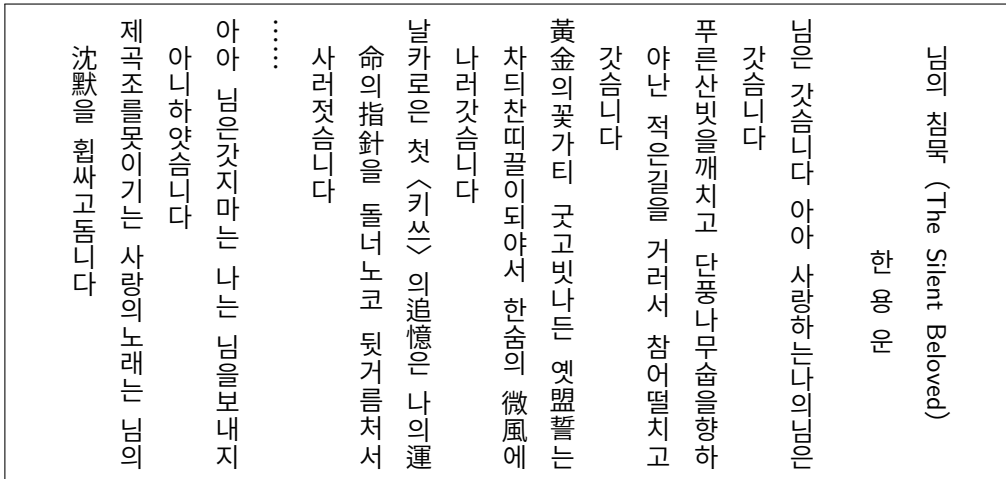 님의 침묵 (The Silent Beloved)
한 용 운
님은 갓슴니다 아아 사랑하는나의님은
갓슴니다
푸른산빗을깨치고 단풍나무숩을향하
야난 적은길을 거러서 참어떨치고
갓슴니다
黃金의꽃가티 굿고빗나든 옛盟誓는
차듸찬띠끌이되야서 한숨의 微風에
나러갓슴니다
날카로은 첫〈키쓰〉의追憶은 나의運
命의指針을 돌너노코 뒷거름처서
사러젓슴니다
……
아아 님은갓지마는 나는 님을보내지
아니하얏슴니다
제곡조를못이기는 사랑의노래는 님의
沈默을 휩싸고돔니다